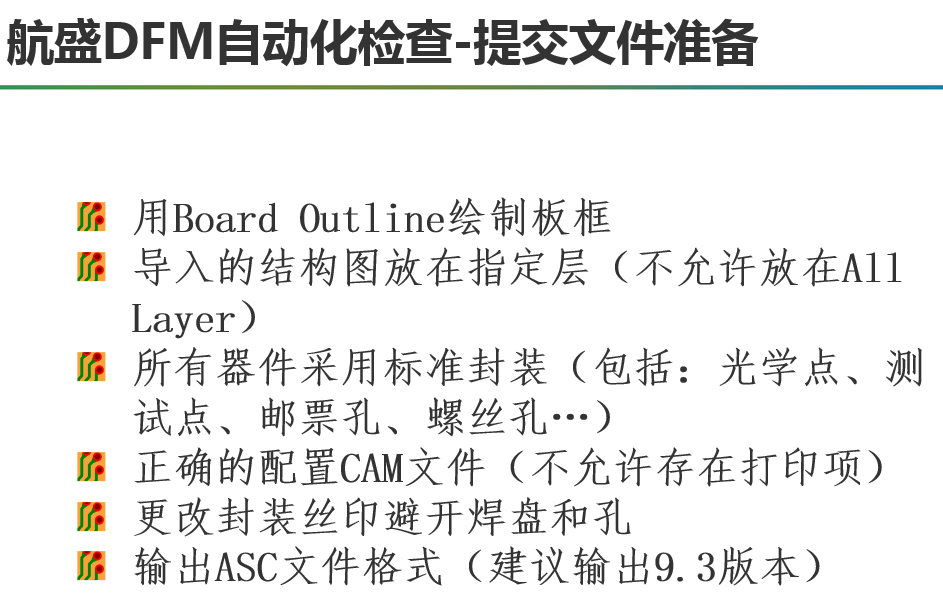 航盛DFM自动化检查-提交文件准备
用Board Outline绘制板框
导入的结构图放在指定层（不允许放在All
Layer）
所有器件采用标准封装（包括：光学点、测
试点、邮票孔、螺丝孔…）
正确的配置CAM文件（不允许存在打印项）
更改封装丝印避开焊盘和孔
输出ASC文件格式（建议输出9.3版本）